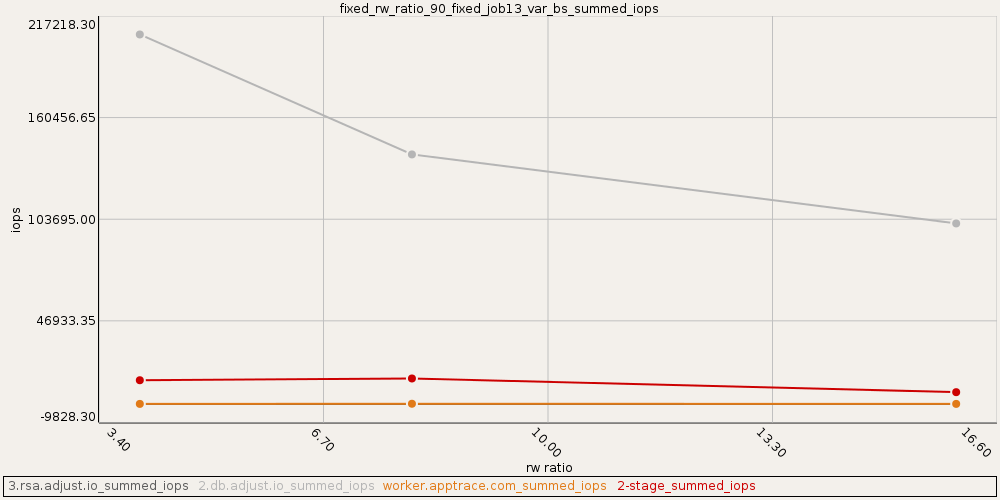 fixed_rw_ratio_90_fixed_job13_var_bs_summed_iops
217218.30
160456.65
103695.00
46933.35
-9828.30
iops
3.40 6.70 10.00 13.30 16.60
rw ratio
3.rsa.adjust.io_summed_iops 2.db.adjust.io_summed_iops worker.apptrace.com_summed_iops 2-stage_summed_iops